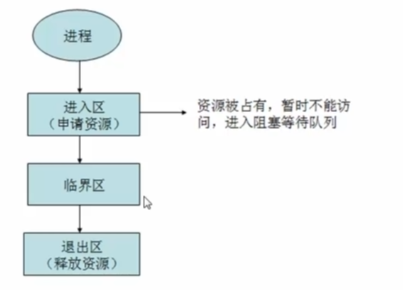 进程
进入区
（申请资源）
资源被占有，暂时不能访
问，进入阻塞等待队列
临界区
退出区
（释放资源）